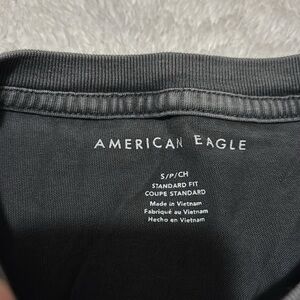 AMERICAN EAGLE
S/P/CH
STANDARD FIT
COUPE STANDARD
Made in Vietnam
Fabriqué au Vietnam
Hecho en Vietnam